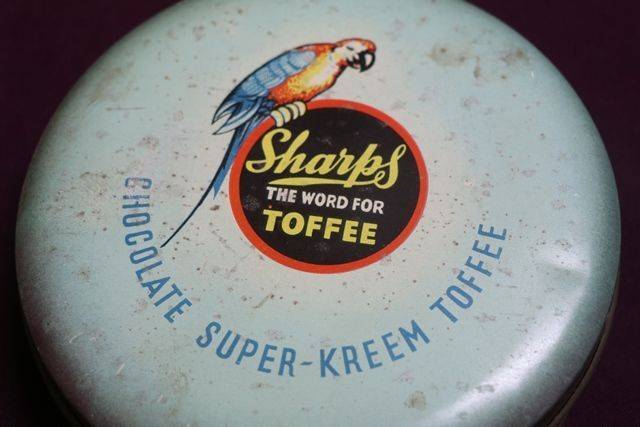 Sharps
THE WORD FOR
TOFFEE
CHOCOLATE SUPER-KREEM TOFFEE